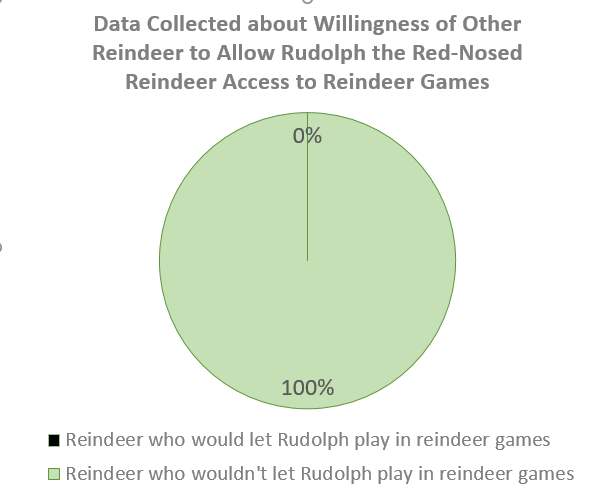 Data Collected about Willingness of Other
Reindeer to Allow Rudolph the Red-Nosed
Reindeer Access to Reindeer Games
0%
100%
Reindeer who would let Rudolph play in reindeer games
Reindeer who wouldn't let Rudolph play in reindeer games